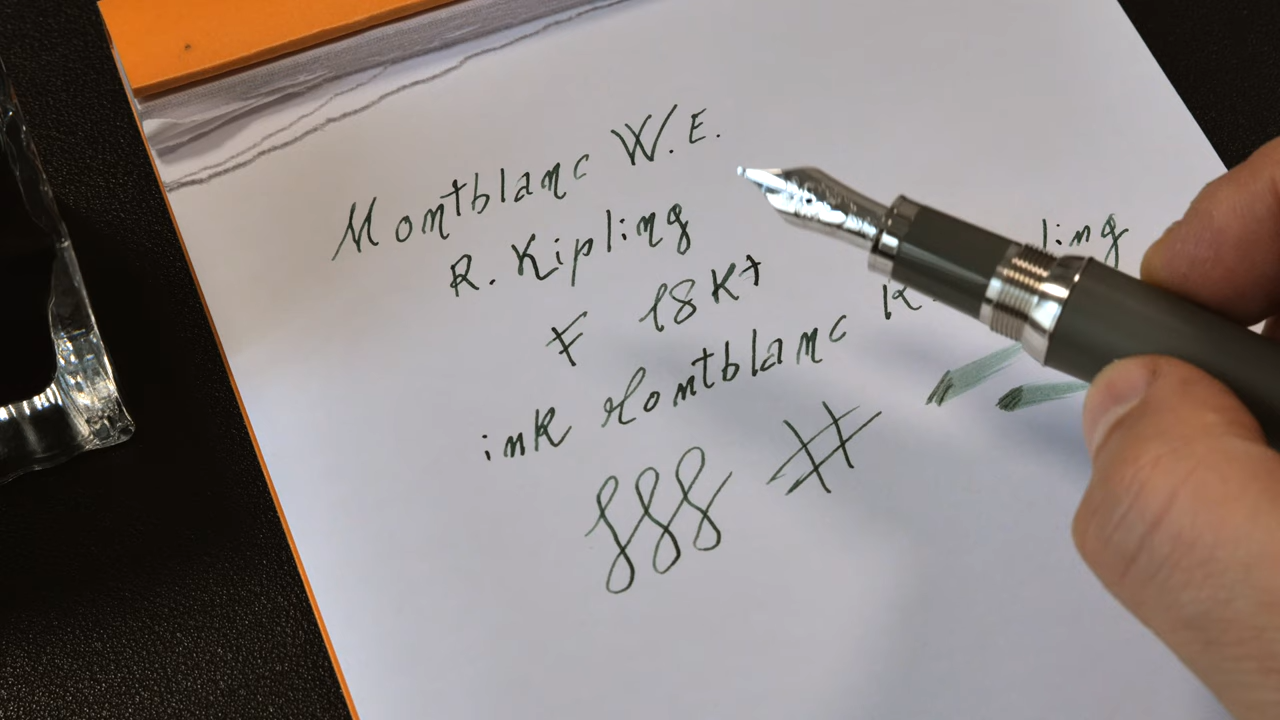 Montblanc W.E.
R. Kipling
F 18Kt
ink Montblanc R.